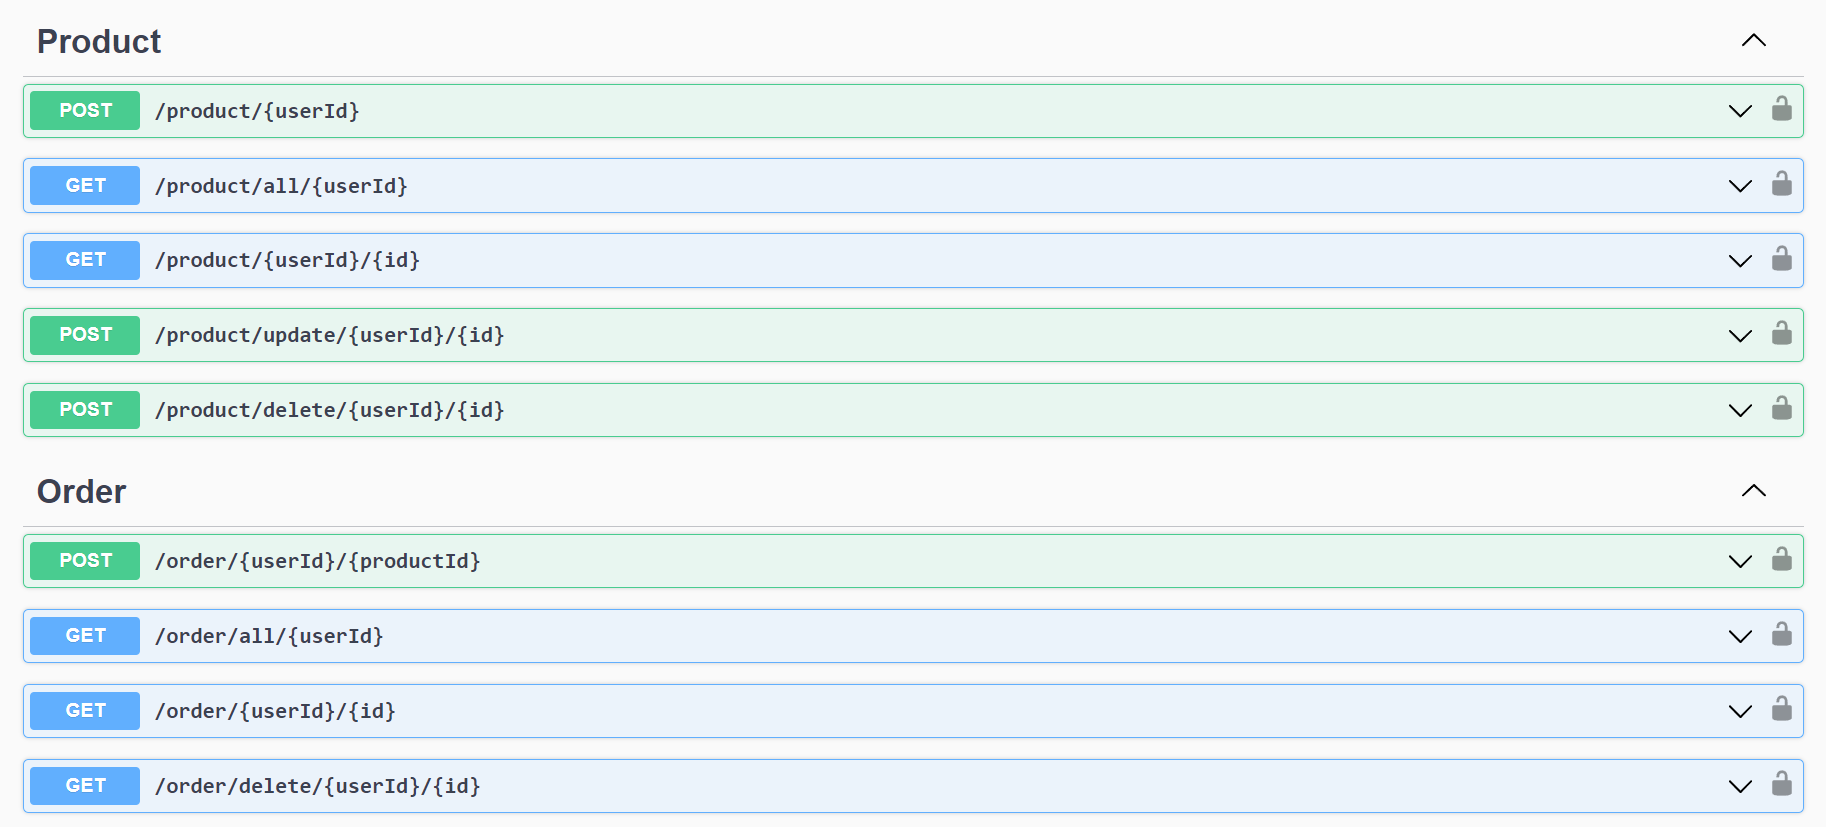 Product
POST /product/{userId}
GET /product/all/{userId}
GET /product/{userId}/{id}
POST /product/update/{userId}/{id}
POST /product/delete/{userId}/{id}
Order
POST /order/{userId}/{productId}
GET /order/all/{userId}
GET /order/{userId}/{id}
GET /order/delete/{userId}/{id}